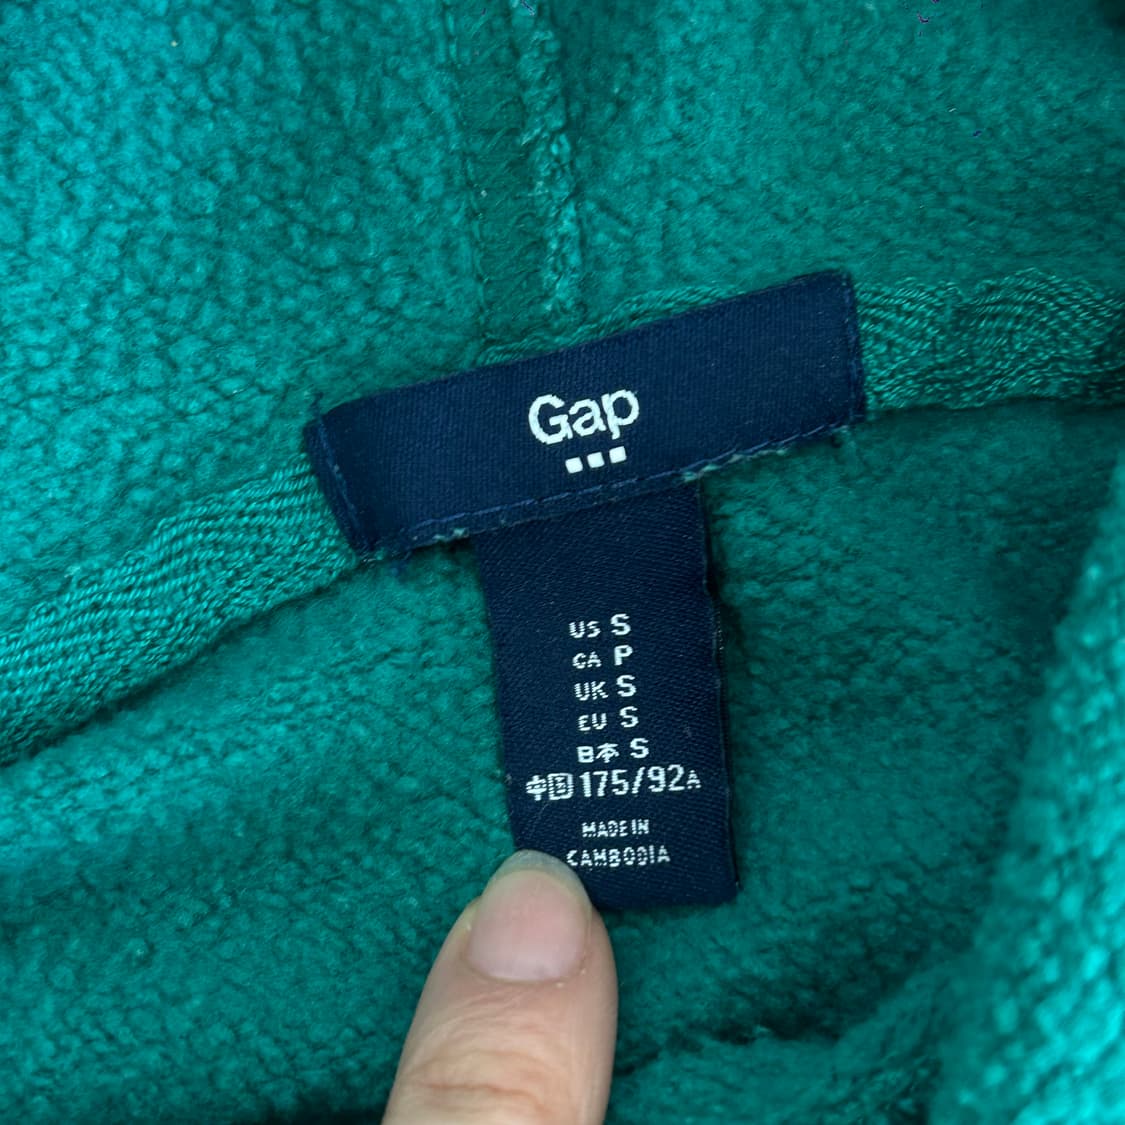 Gap
US S
CA P
UK S
EU S
日本 S
中国 175/92A
MADE IN
CAMBODIA